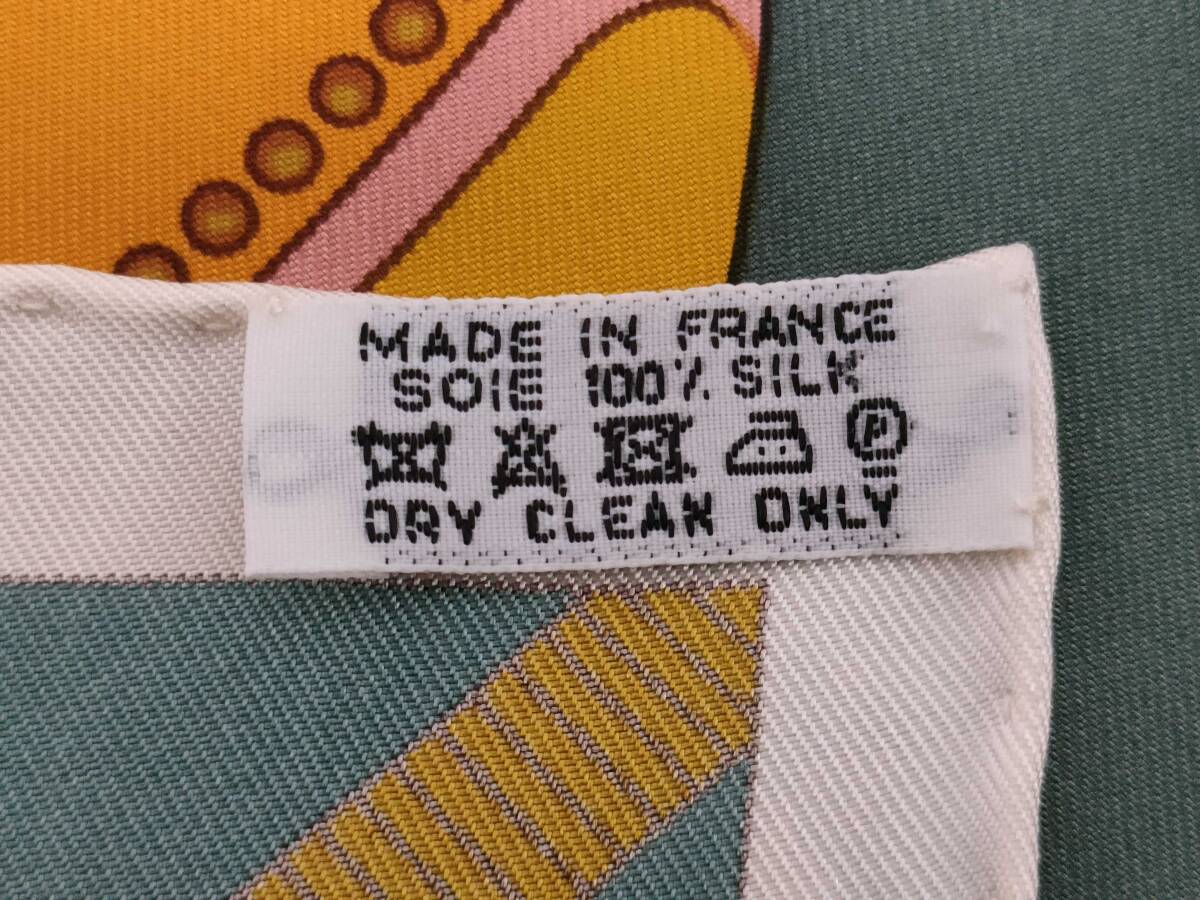 MADE IN FRANCE
SOIE 100% SILK
P
DRY CLEAN ONLY